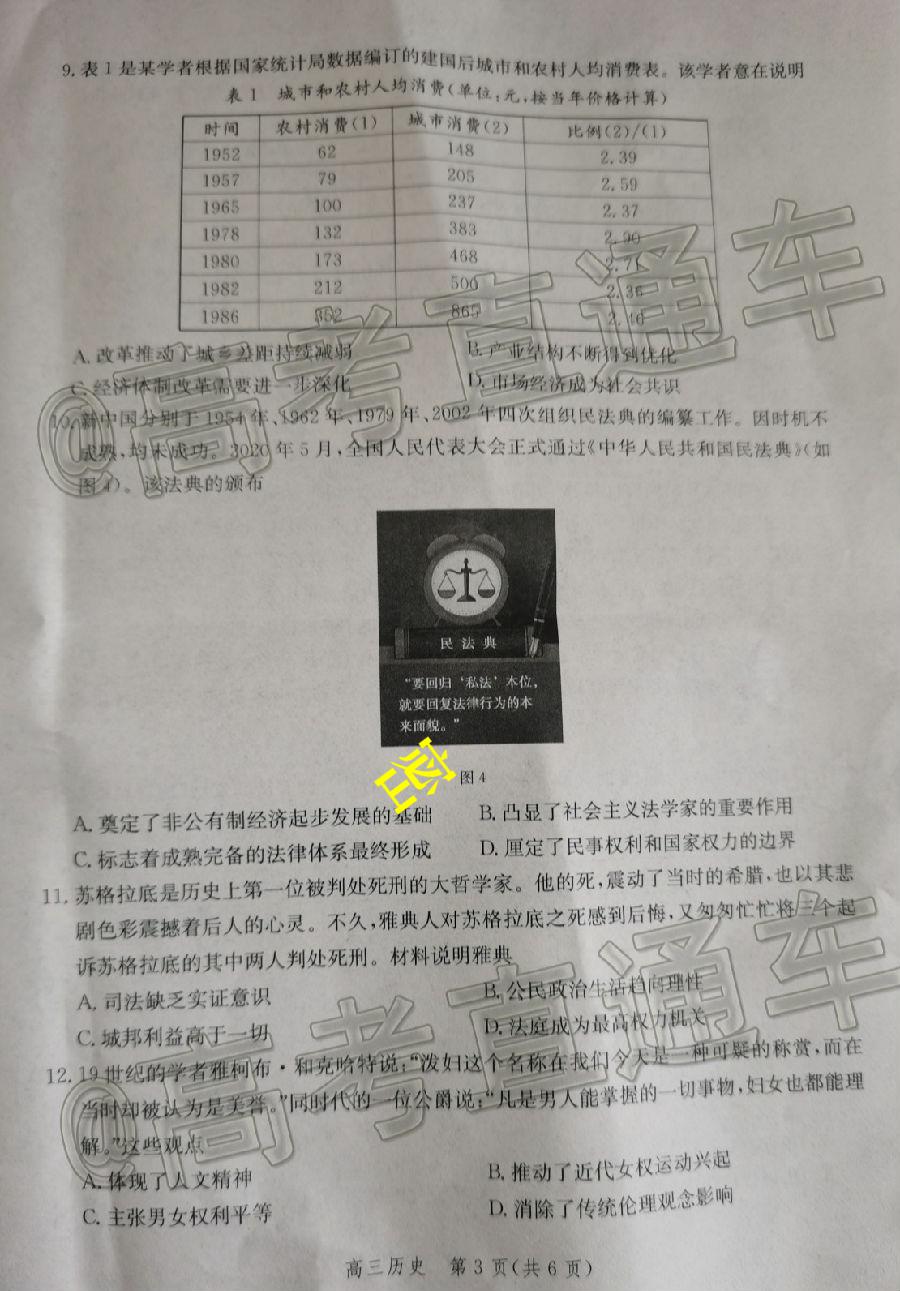 9.表1是某学者根据国家统计局数据编订的建国后城市和农村人均消费表。该学者意在说明
表1 城市和农村人均消费(单位:元,按当年价格计算)
时间 农村消费(1) 城市消费(2) 比例(2)/(1)
1952 62 148 2.39
1957 79 205 2.59
1965 100 237 2.37
1978 132 383 2.90
1980 173 468 2.71
1982 212 500 2.36
1986 352 865 2.46
A.改革推动下城乡差距持续减弱 B.产业结构不断得到优化
C.经济体制改革需要进一步深化 D.市场经济成为社会共识
10.新中国分别于1954年、1962年、1979年、2002年四次组织民法典的编纂工作。因时机不
成熟,均未成功。3020年5月,全国人民代表大会正式通过《中华人民共和国民法典》(如
图4)。该法典的颁布
民法典
“要回归‘私法’本位,
就要回复法律行为的本
来面貌。”
密
图4
A.奠定了非公有制经济起步发展的基础 B.凸显了社会主义法学家的重要作用
C.标志着成熟完备的法律体系最终形成 D.厘定了民事权利和国家权力的边界
11.苏格拉底是历史上第一位被判处死刑的大哲学家。他的死,震动了当时的希腊,也以其悲
剧色彩震撼着后人的心灵。不久,雅典人对苏格拉底之死感到后悔,又匆匆忙忙将三个起
诉苏格拉底的其中两人判处死刑。材料说明雅典
A.司法缺乏实证意识 B.公民政治生活趋向理性
C.城邦利益高于一切 D.法庭成为最高权力机关
12.19世纪的学者雅柯布·和克哈特说:“泼妇这个名称在我们今天是一种可疑的称赏,而在
当时却被认为是美誉。”同时代的一位公爵说:“凡是男人能掌握的一切事物,妇女也都能理
解。”这些观点
A.体现了人文精神 B.推动了近代女权运动兴起
C.主张男女权利平等 D.消除了传统伦理观念影响
高三历史 第3页(共6页)
@高考直通车
@高考直通车